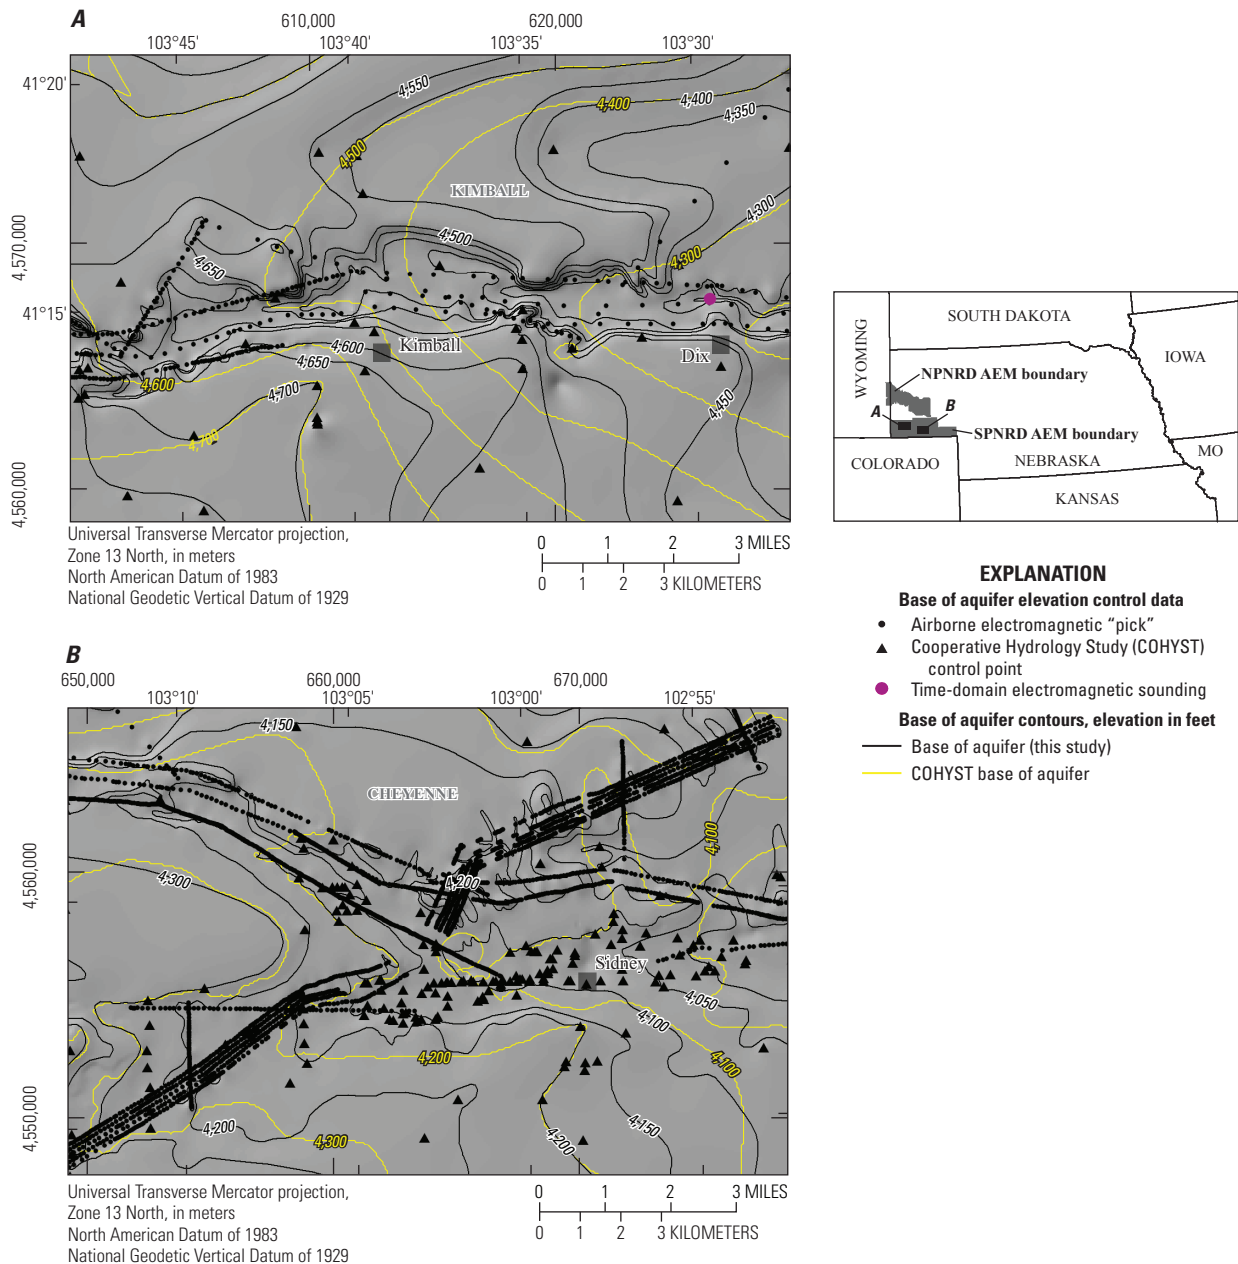 A
610,000
620,000
103°45'
103°40'
103°35'
103°30'
41°20'
4,570,000
41°15'
4,560,000
4,550
4,400
4,400
4,350
4,500
KIMBALL
4,300
4,500
4,300
4,650
Kimball
Dix
4,600
4,650
4,600
4,700
4,450
4,700
Universal Transverse Mercator projection,
Zone 13 North, in meters
North American Datum of 1983
National Geodetic Vertical Datum of 1929
0 1 2 3 MILES
0 1 2 3 KILOMETERS
SOUTH DAKOTA
WYOMING
IOWA
NPNRD AEM boundary
A
B
SPNRD AEM boundary
COLORADO
NEBRASKA
MO
KANSAS
EXPLANATION
Base of aquifer elevation control data
Airborne electromagnetic “pick”
Cooperative Hydrology Study (COHYST)
control point
Time-domain electromagnetic sounding
Base of aquifer contours, elevation in feet
Base of aquifer (this study)
COHYST base of aquifer
B
650,000
660,000
670,000
103°10'
103°05'
103°00'
102°55'
4,560,000
4,550,000
4,150
CHEYENNE
4,100
4,300
4,200
Sidney
4,050
4,100
4,200
4,100
4,200
4,300
4,200
4,150
Universal Transverse Mercator projection,
Zone 13 North, in meters
North American Datum of 1983
National Geodetic Vertical Datum of 1929
0 1 2 3 MILES
0 1 2 3 KILOMETERS